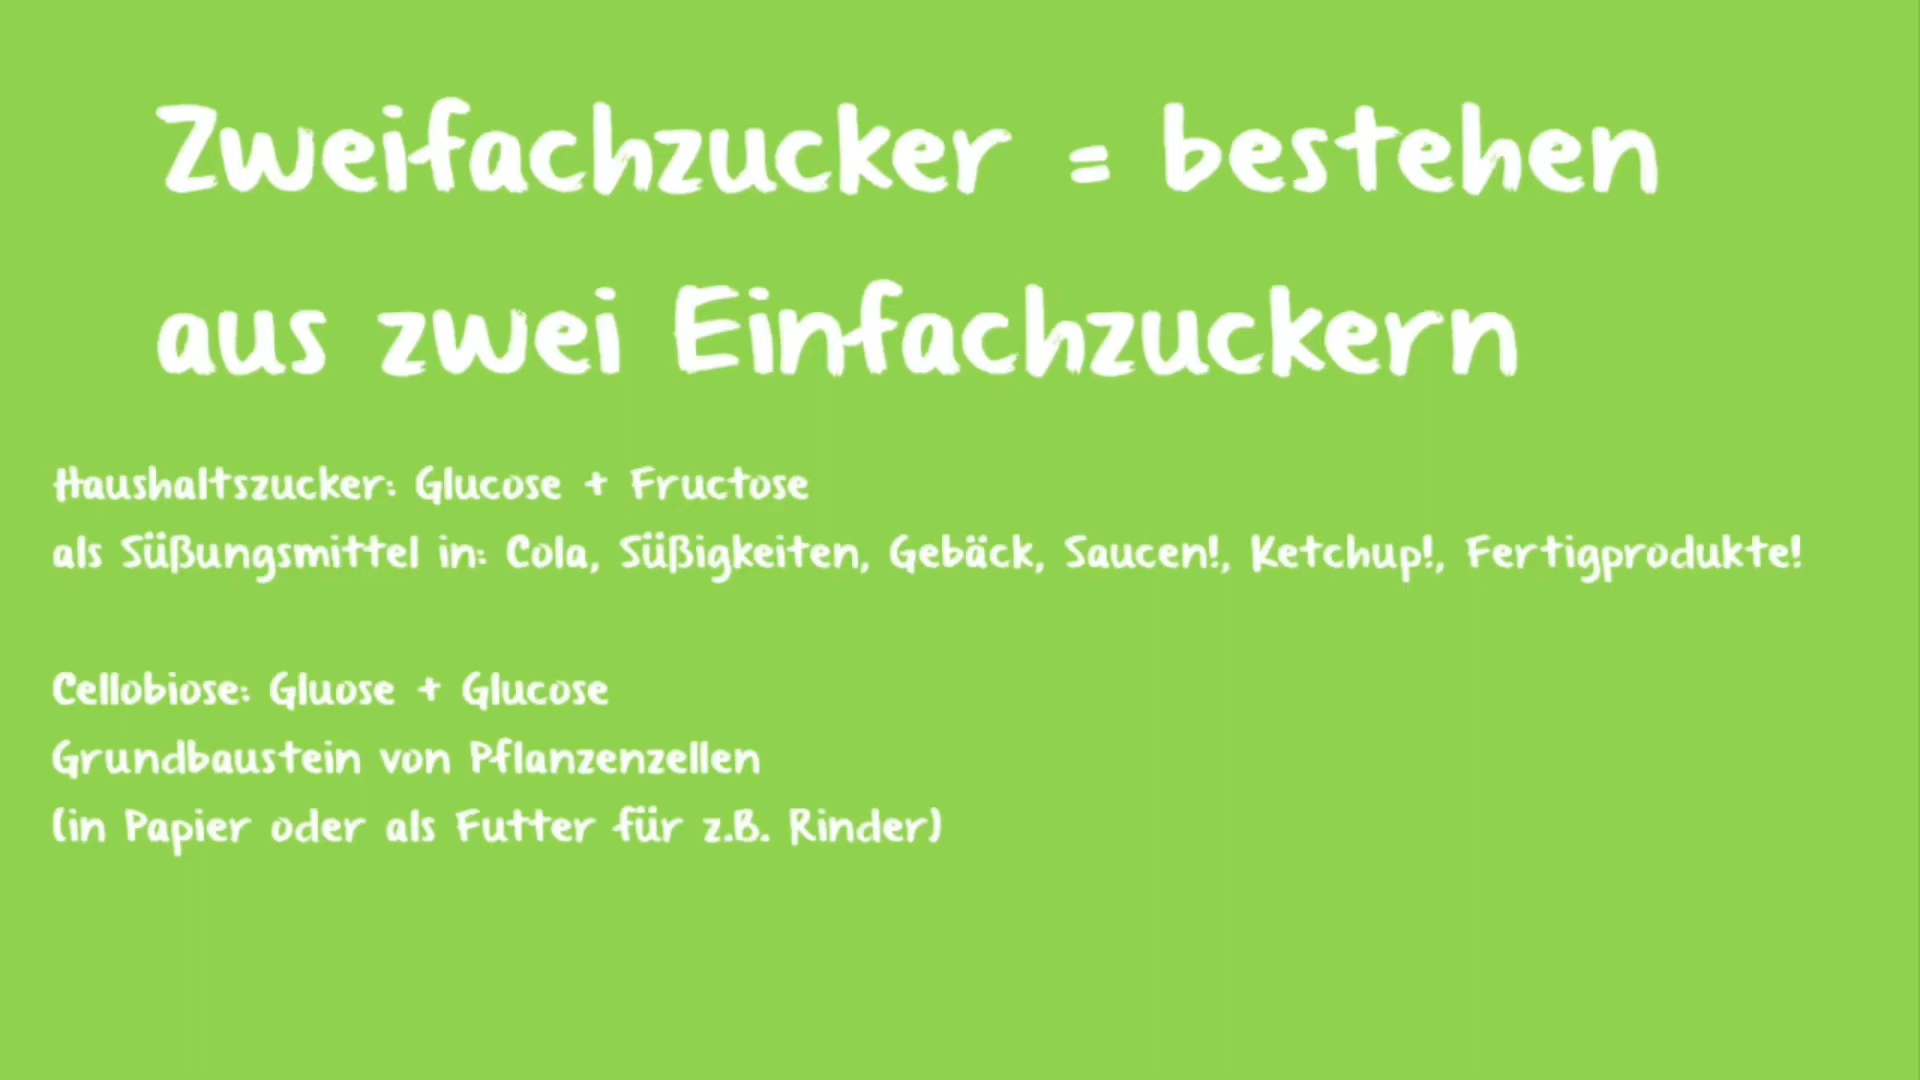 Zweifachzucker = bestehen
aus zwei Einfachzuckern
Haushaltszucker: Glucose + Fructose
als Süßungsmittel in: Cola, Süßigkeiten, Gebäck, Saucen!, Ketchup!, Fertigprodukte!
Cellobiose: Gluose + Glucose
Grundbaustein von Pflanzenzellen
(in Papier oder als Futter für z.B. Rinder)